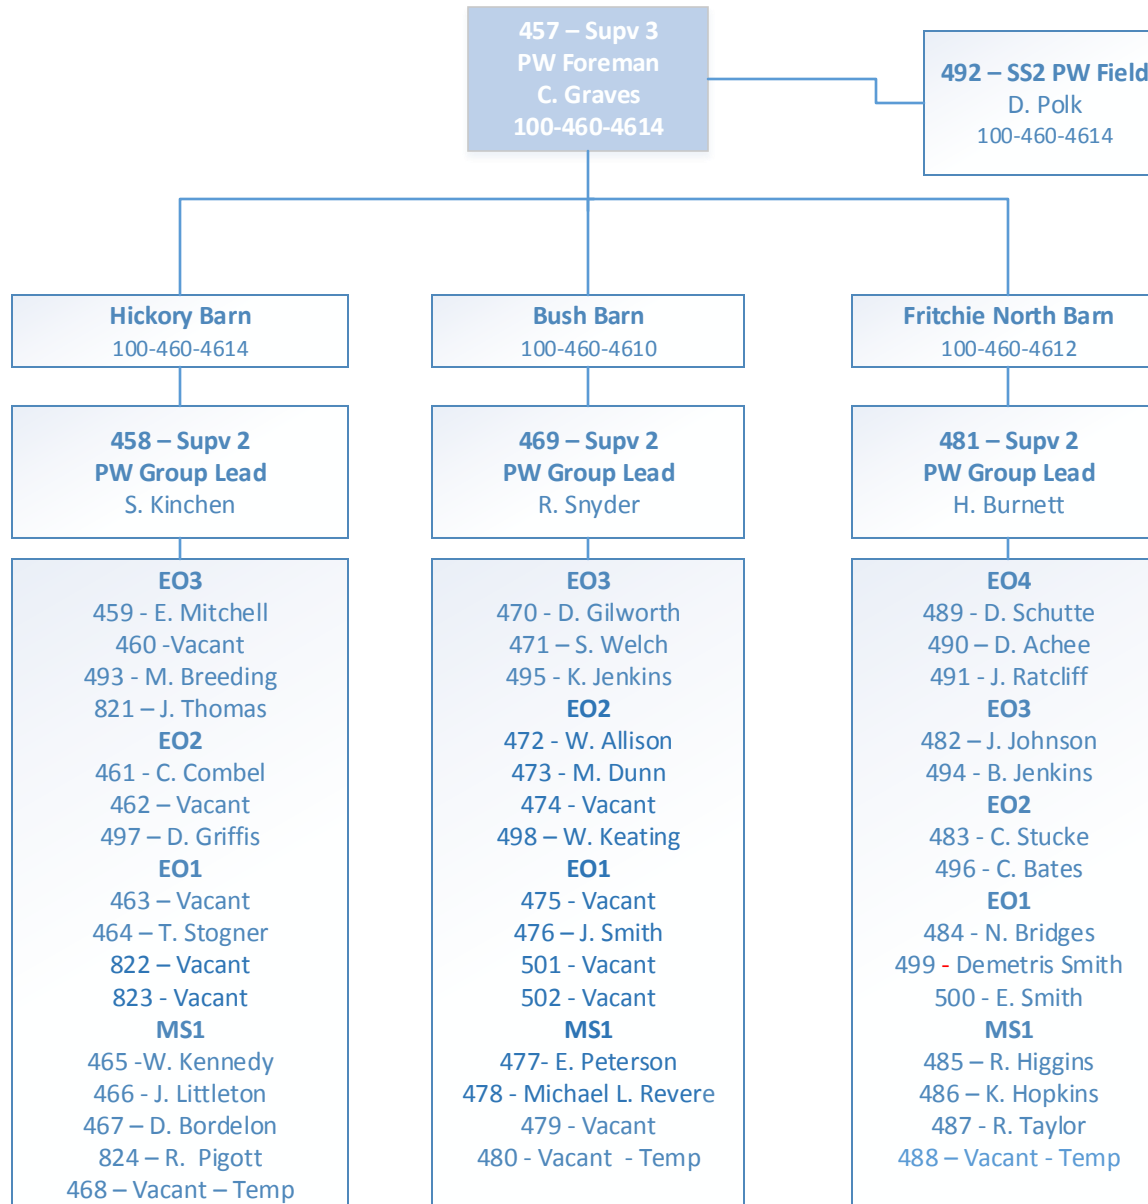 457 – Supv 3
PW Foreman
C. Graves
100-460-4614
492 – SS2 PW Field
D. Polk
100-460-4614
Hickory Barn
100-460-4614
458 – Supv 2
PW Group Lead
S. Kinchen
EO3
459 - E. Mitchell
460 -Vacant
493 - M. Breeding
821 – J. Thomas
EO2
461 - C. Combel
462 – Vacant
497 – D. Griffis
EO1
463 – Vacant
464 – T. Stogner
822 – Vacant
823 - Vacant
MS1
465 -W. Kennedy
466 - J. Littleton
467 – D. Bordelon
824 – R. Pigott
468 – Vacant – Temp
Bush Barn
100-460-4610
469 – Supv 2
PW Group Lead
R. Snyder
EO3
470 - D. Gilworth
471 – S. Welch
495 - K. Jenkins
EO2
472 - W. Allison
473 – M. Dunn
474 - Vacant
498 – W. Keating
EO1
475 - Vacant
476 – J. Smith
501 - Vacant
502 - Vacant
MS1
477- E. Peterson
478 - Michael L. Revere
479 - Vacant
480 - Vacant - Temp
Fritchie North Barn
100-460-4612
481 – Supv 2
PW Group Lead
H. Burnett
EO4
489 - D. Schutte
490 – D. Achee
491 - J. Ratcliff
EO3
482 – J. Johnson
494 - B. Jenkins
EO2
483 - C. Stucke
496 - C. Bates
EO1
484 - N. Bridges
499 - Demetris Smith
500 - E. Smith
MS1
485 – R. Higgins
486 – K. Hopkins
487 - R. Taylor
488 – Vacant - Temp